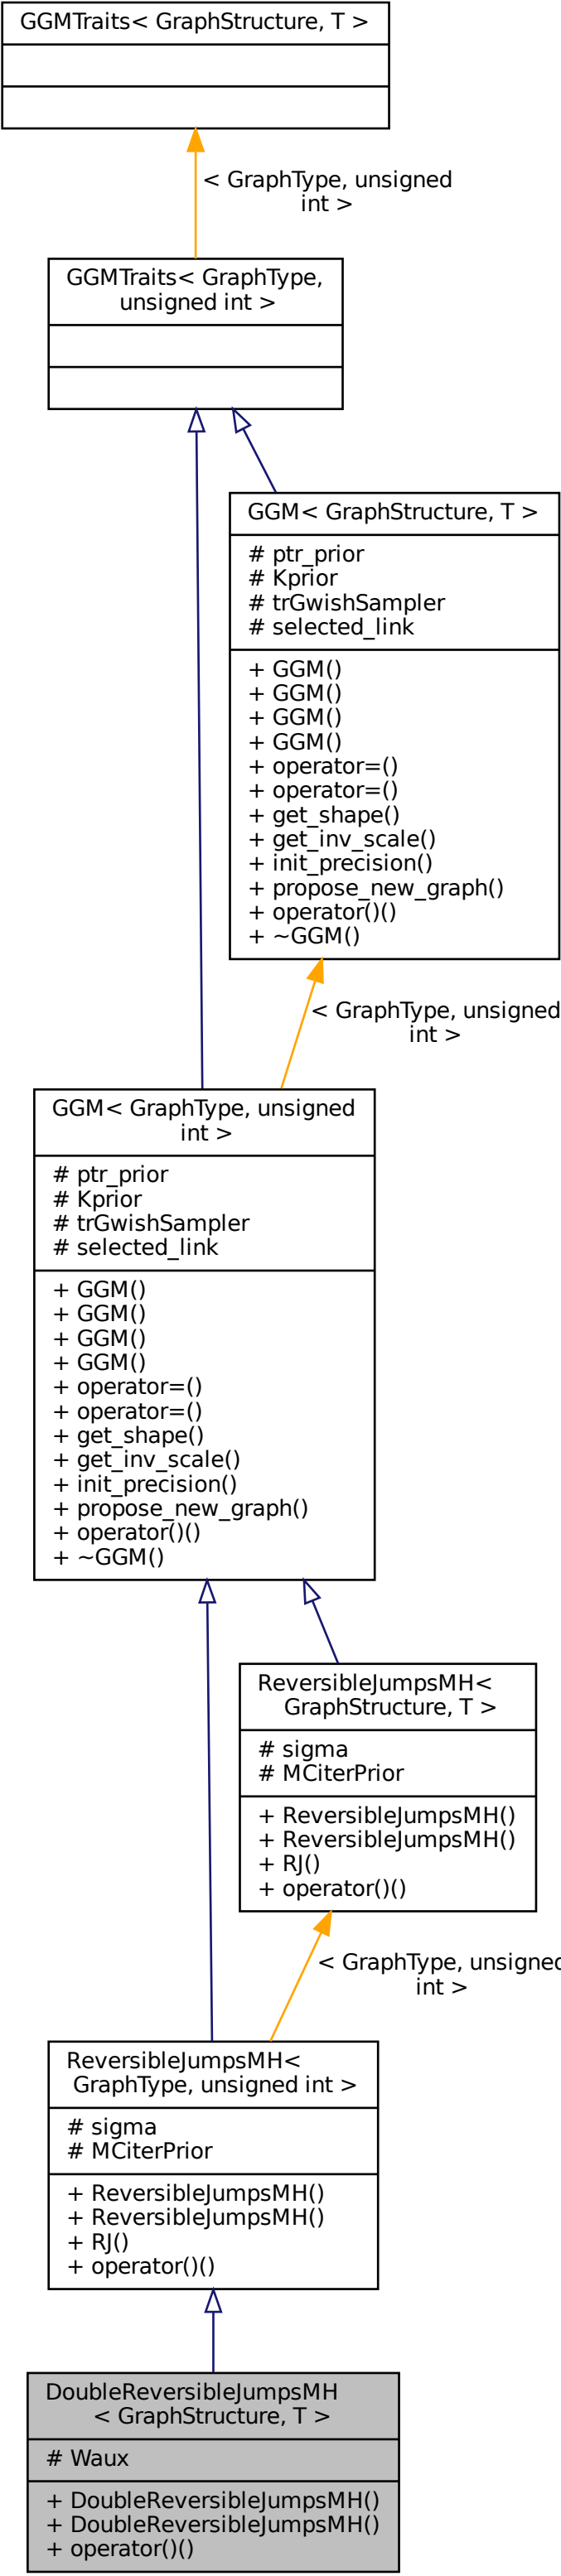 GGMTraits< GraphStructure, T >
< GraphType, unsigned
int >
GGMTraits< GraphType,
unsigned int >
GGM< GraphStructure, T >
# ptr_prior
# Kprior
# trGwishSampler
# selected_link
+ GGM()
+ GGM()
+ GGM()
+ GGM()
+ operator=()
+ operator=()
+ get_shape()
+ get_inv_scale()
+ init_precision()
+ propose_new_graph()
+ operator()()
+ ~GGM()
< GraphType, unsigned
int >
GGM< GraphType, unsigned
int >
# ptr_prior
# Kprior
# trGwishSampler
# selected_link
+ GGM()
+ GGM()
+ GGM()
+ GGM()
+ operator=()
+ operator=()
+ get_shape()
+ get_inv_scale()
+ init_precision()
+ propose_new_graph()
+ operator()()
+ ~GGM()
ReversibleJumpsMH<
GraphStructure, T >
# sigma
# MCiterPrior
+ ReversibleJumpsMH()
+ ReversibleJumpsMH()
+ RJ()
+ operator()()
< GraphType, unsigned
int >
ReversibleJumpsMH<
GraphType, unsigned int >
# sigma
# MCiterPrior
+ ReversibleJumpsMH()
+ ReversibleJumpsMH()
+ RJ()
+ operator()()
DoubleReversibleJumpsMH
< GraphStructure, T >
# Waux
+ DoubleReversibleJumpsMH()
+ DoubleReversibleJumpsMH()
+ operator()()